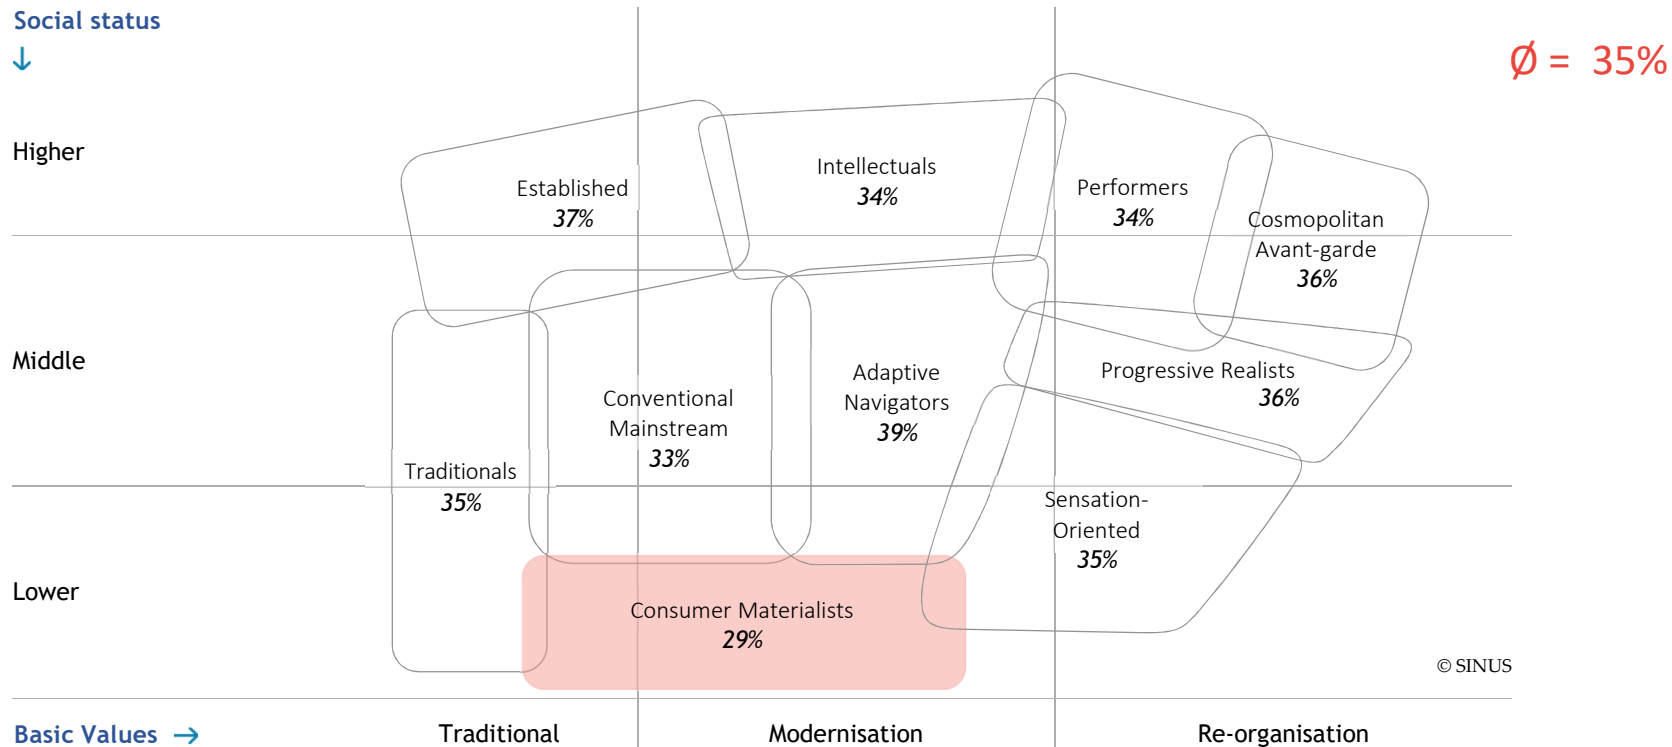 Social status
↓
Ø = 35%
Higher
Established
37%
Intellectuals
34%
Performers
34%
Cosmopolitan
Avant-garde
36%
Middle
Traditionals
35%
Conventional
Mainstream
33%
Adaptive
Navigators
39%
Progressive Realists
36%
Sensation-
Oriented
35%
Lower
Consumer Materialists
29%
© SINUS
Basic Values →
Traditional
Modernisation
Re-organisation